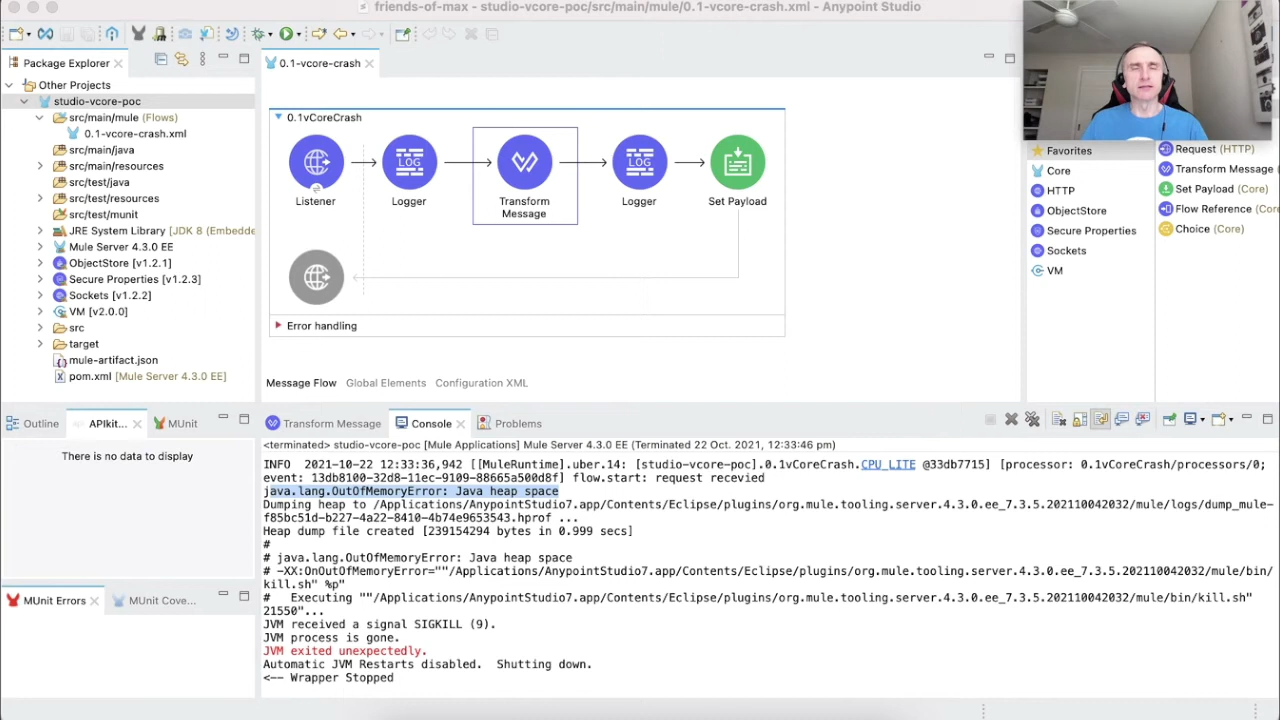 friends-of-max - studio-vcore-poc/src/main/mule/0.1-vcore-crash.xml - Anypoint Studio
Package Explorer
0.1-vcore-crash
Other Projects
studio-vcore-poc
src/main/mule (Flows)
0.1-vcore-crash.xml
src/main/java
src/main/resources
src/test/java
src/test/resources
src/test/munit
JRE System Library [JDK 8 (Embedde
Mule Server 4.3.0 EE
ObjectStore [v1.2.1]
Secure Properties [v1.2.3]
Sockets [v1.2.2]
VM [v2.0.0]
src
target
mule-artifact.json
pom.xml [Mule Server 4.3.0 EE]
0.1vCoreCrash
LOG
LOG
Listener
Logger
Transform
Message
Logger
Set Payload
Error handling
Message Flow
Global Elements
Configuration XML
Favorites
Core
HTTP
ObjectStore
Secure Properties
Sockets
VM
Request (HTTP)
Transform Message
Set Payload (Core)
Flow Reference (Core
Choice (Core)
Outline
APIkit...
MUnit
There is no data to display
MUnit Errors
MUnit Cove...
Transform Message
Console
Problems
<terminated> studio-vcore-poc [Mule Applications] Mule Server 4.3.0 EE (Terminated 22 Oct. 2021, 12:33:46 pm)
INFO  2021-10-22 12:33:36,942 [[MuleRuntime].uber.14: [studio-vcore-poc].0.1vCoreCrash.CPU_LITE @33db7715] [processor: 0.1vCoreCrash/processors/0;
event: 13db8100-32d8-11ec-9109-88665a500d8f] flow.start: request recevied
java.lang.OutOfMemoryError: Java heap space
Dumping heap to /Applications/AnypointStudio7.app/Contents/Eclipse/plugins/org.mule.tooling.server.4.3.0.ee_7.3.5.202110042032/mule/logs/dump_mule-
f85bc51d-b227-4a22-8410-4b74e9653543.hprof ...
Heap dump file created [239154294 bytes in 0.999 secs]
#
# java.lang.OutOfMemoryError: Java heap space
# -XX:OnOutOfMemoryError=""/Applications/AnypointStudio7.app/Contents/Eclipse/plugins/org.mule.tooling.server.4.3.0.ee_7.3.5.202110042032/mule/bin/
kill.sh" %p"
#   Executing ""/Applications/AnypointStudio7.app/Contents/Eclipse/plugins/org.mule.tooling.server.4.3.0.ee_7.3.5.202110042032/mule/bin/kill.sh"
21550"...
JVM received a signal SIGKILL (9).
JVM process is gone.
JVM exited unexpectedly.
Automatic JVM Restarts disabled.  Shutting down.
<-- Wrapper Stopped